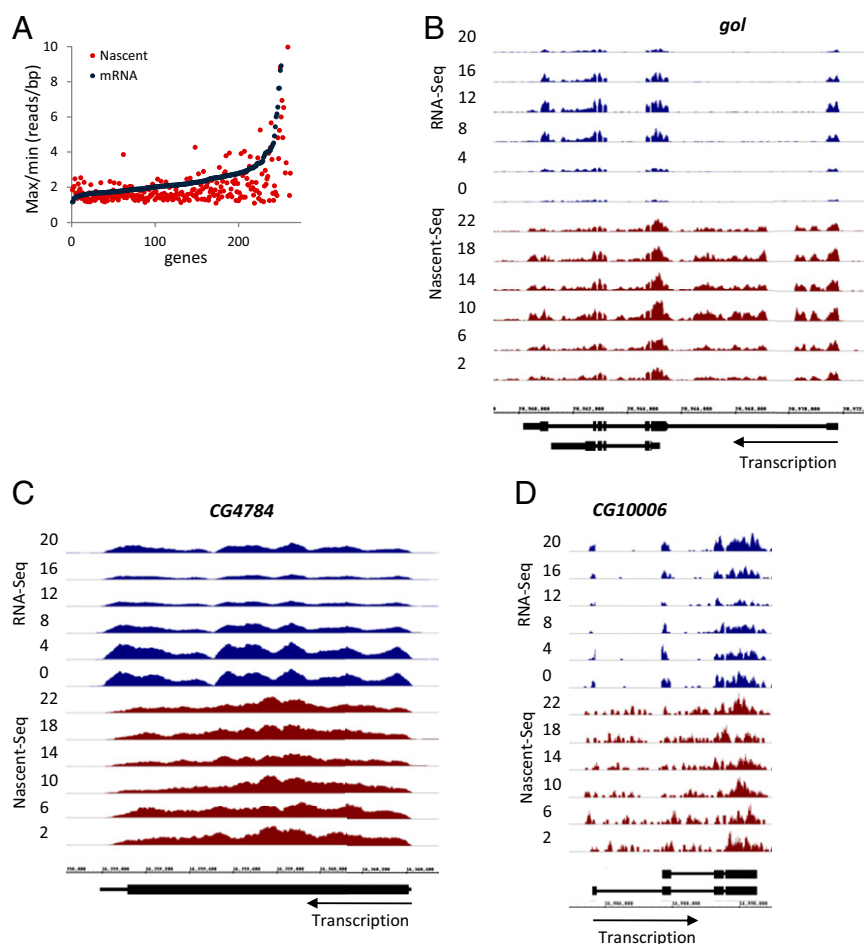 A
Max/min (reads/bp)
10
8
6
4
2
0
Nascent
mRNA
0
100
200
genes
B
gol
RNA-Seq
20
16
12
8
4
0
Nascent-Seq
22
18
14
10
6
2
Transcription
C
CG4784
RNA-Seq
20
16
12
8
4
0
Nascent-Seq
22
18
14
10
6
2
Transcription
D
CG10006
RNA-Seq
20
16
12
8
4
0
Nascent-Seq
22
18
14
10
6
2
Transcription